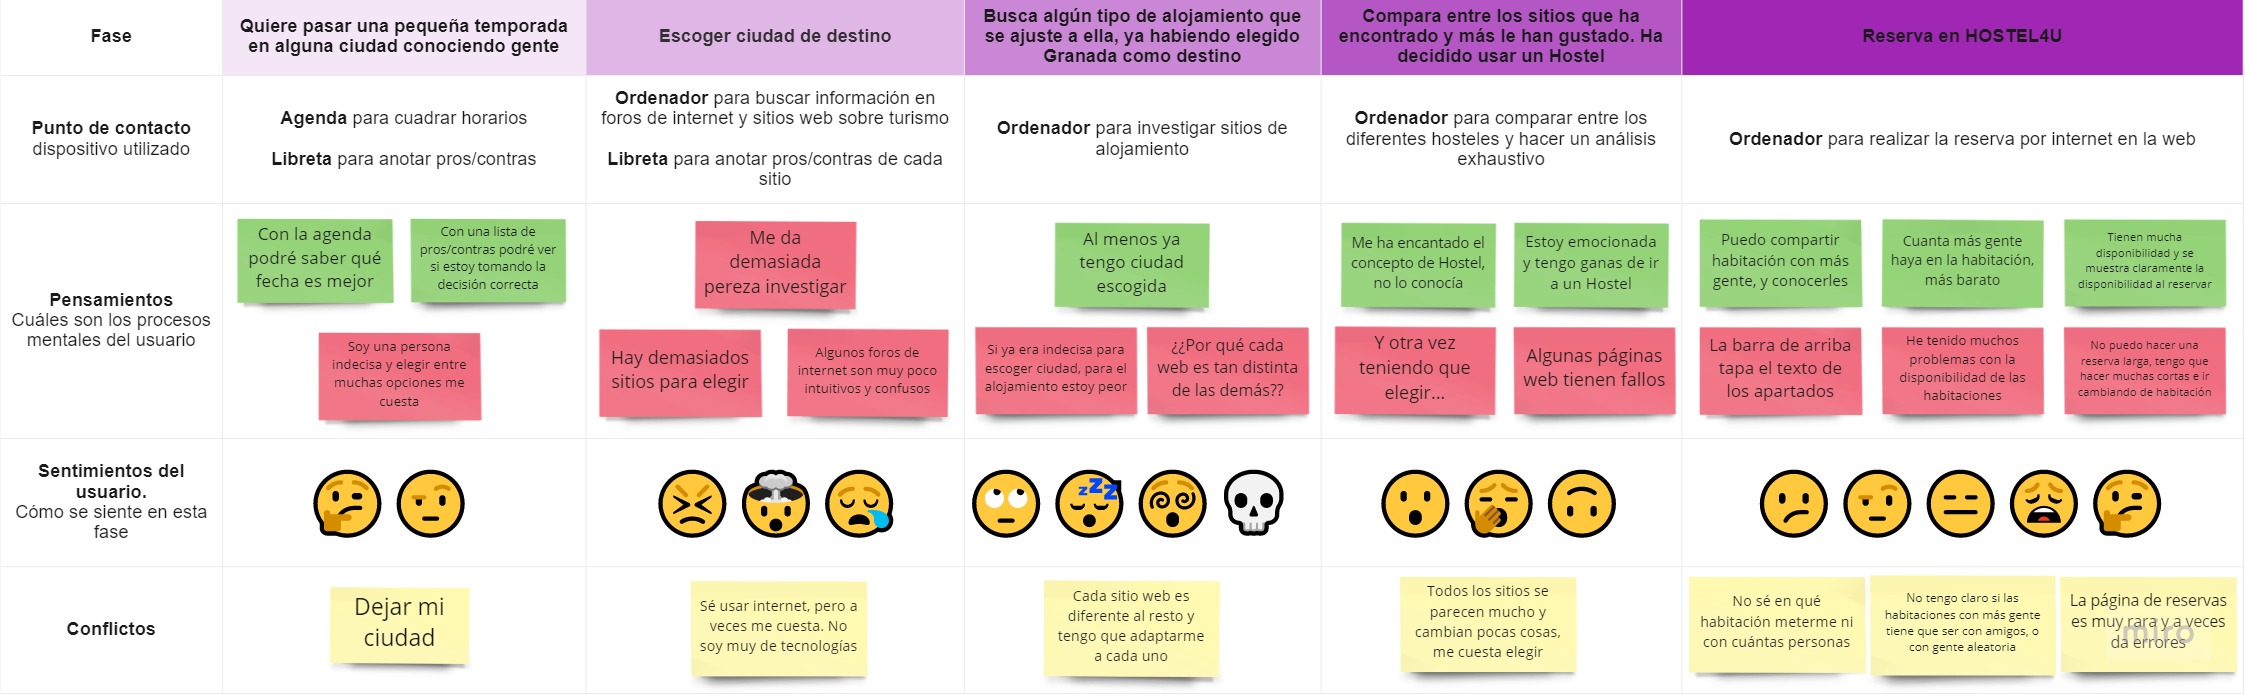 Fase
Quiere pasar una pequeña temporada
en alguna ciudad conociendo gente
Escoger ciudad de destino
Busca algún tipo de alojamiento que
se ajuste a ella, ya habiendo elegido
Granada como destino
Compara entre los sitios que ha
encontrado y más le han gustado. Ha
decidido usar un Hostel
Reserva en HOSTEL4U
Punto de contacto
dispositivo utilizado
Agenda para cuadrar horarios
Libreta para anotar pros/contras
Ordenador para buscar información en
foros de internet y sitios web sobre turismo
Libreta para anotar pros/contras de cada
sitio
Ordenador para investigar sitios de
alojamiento
Ordenador para comparar entre los
diferentes hosteles y hacer un análisis
exhaustivo
Ordenador para realizar la reserva por internet en la web
Pensamientos
Cuáles son los procesos
mentales del usuario
Con la agenda
podré saber qué
fecha es mejor
Con una lista de
pros/contras podré ver
si estoy tomando la
decisión correcta
Soy una persona
indecisa y elegir entre
muchas opciones me
cuesta
Me da
demasiada
pereza investigar
Hay demasiados
sitios para elegir
Algunos foros de
internet son muy poco
intuitivos y confusos
Al menos ya
tengo ciudad
escogida
Si ya era indecisa para
escoger ciudad, para el
alojamiento estoy peor
¿¿Por qué cada
web es tan distinta
de las demás??
Me ha encantado el
concepto de Hostel,
no lo conocía
Estoy emocionada
y tengo ganas de ir
a un Hostel
Y otra vez
teniendo que
elegir...
Algunas páginas
web tienen fallos
Puedo compartir
habitación con más
gente, y conocerles
Cuanta más gente
haya en la habitación,
más barato
Tienen mucha
disponibilidad y se
muestra claramente la
disponibilidad al reservar
La barra de arriba
tapa el texto de
los apartados
He tenido muchos
problemas con la
disponibilidad de las
habitaciones
No puedo hacer una
reserva larga, tengo que
hacer muchas cortas e ir
cambiando de habitación
Sentimientos del
usuario.
Cómo se siente en esta
fase
Conflictos
Dejar mi
ciudad
Sé usar internet, pero a
veces me cuesta. No
soy muy de tecnologías
Cada sitio web es
diferente al resto y
tengo que adaptarme
a cada uno
Todos los sitios se
parecen mucho y
cambian pocas cosas,
me cuesta elegir
No sé en qué
habitación meterme ni
con cuántas personas
No tengo claro si las
habitaciones con más gente
tiene que ser con amigos, o
con gente aleatoria
La página de reservas
es muy rara y a veces
da errores
miro